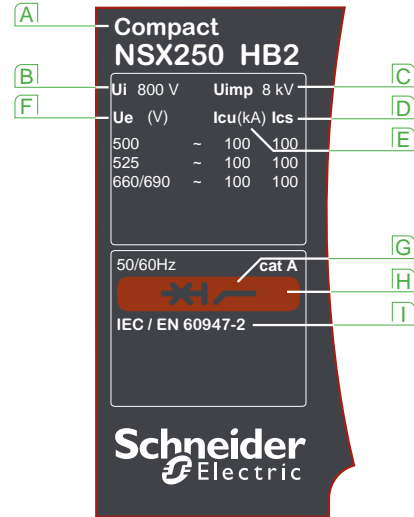 A
Compact
NSX250 HB2
B
Ui 800 V Uimp 8 kV
C
F
Ue (V) Icu(kA) Ics
D
E
500 ~ 100 100
525 ~ 100 100
660/690 ~ 100 100
G
50/60Hz cat A
H
IEC / EN 60947-2
I
Schneider
Electric